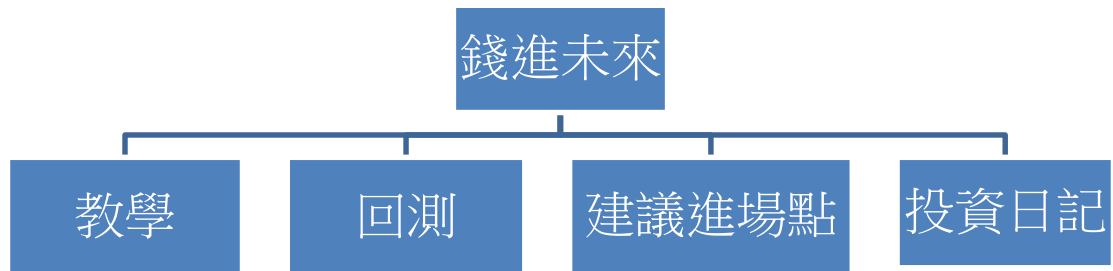 錢進未來
教學
回測
建議進場點
投資日記